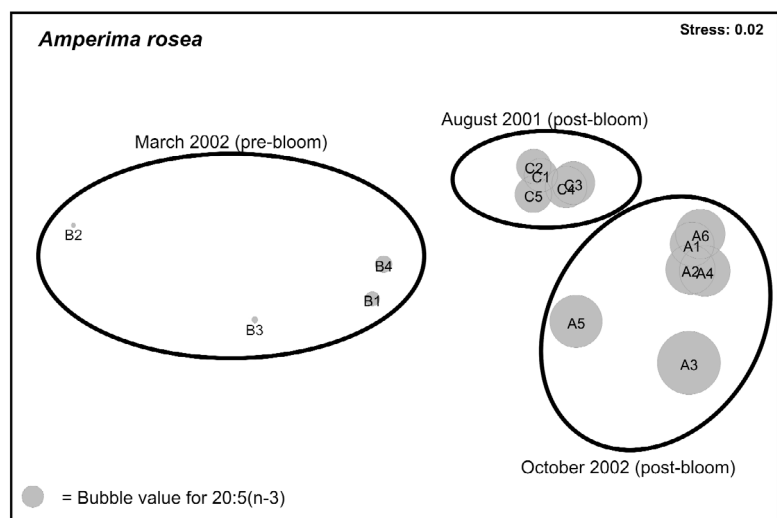 Amperima rosea
Stress: 0.02
August 2001 (post-bloom)
March 2002 (pre-bloom)
C2
C1
C3
C4
C5
B2
A6
A1
B4
A2
A4
B1
A5
B3
A3
October 2002 (post-bloom)
= Bubble value for 20:5(n-3)